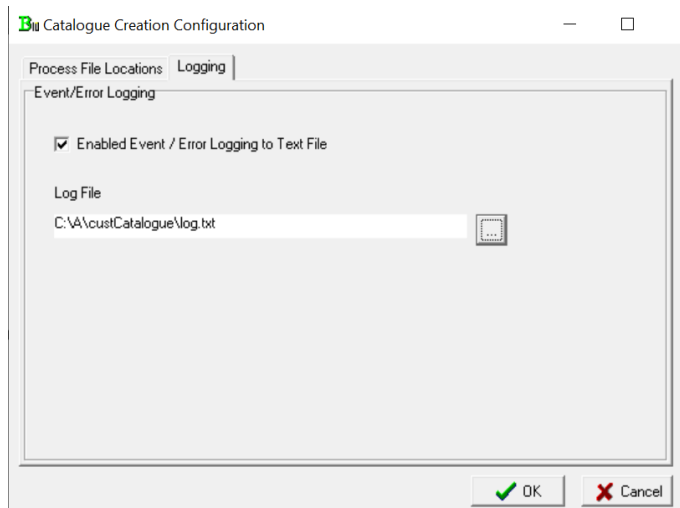 Catalogue Creation Configuration
Process File Locations Logging
Event/Error Logging
Enabled Event / Error Logging to Text File
Log File
C:\A\custCatalogue\log.txt
...
OK Cancel